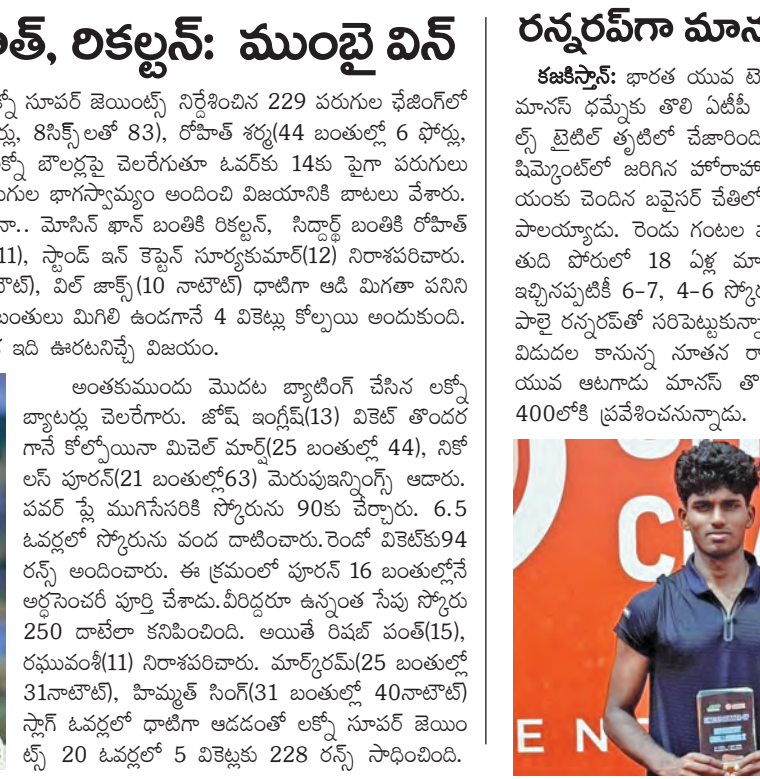 రికల్టన్: ముంబై విన్
సూపర్ జెయింట్స్ నిర్దేశించిన 229 పరుగుల ఛేజింగ్‌లో
8సిక్స్ లతో 83), రోహిత్ శర్మ(44 బంతుల్లో 6 ఫోర్లు,
బౌలర్లపై చెలరేగుతూ ఓవర్‌కు 14కు పైగా పరుగులు
భాగస్వామ్యం అందించి విజయానికి బాటలు వేశారు.
మోసిన్ ఖాన్ బంతికి రికల్టన్, సిద్ధార్థ్ బంతికి రోహిత్
11), స్టాండ్ ఇన్ కెప్టెన్ సూర్యకుమార్(12) నిరాశపరిచారు.
విల్ జాక్స్(10 నాటౌట్) ధాటిగా ఆడి మిగతా పనిని
బంతులు మిగిలి ఉండగానే 4 వికెట్లు కోల్పయి అందుకుంది.
ఇది ఊరటనిచ్చే విజయం.
అంతకుముందు మొదట బ్యాటింగ్ చేసిన లక్నో
బ్యాటర్లు చెలరేగారు. జోష్ ఇంగ్లీష్(13) వికెట్ తొందర
గానే కోల్పోయినా మిచెల్ మార్ష్(25 బంతుల్లో 44), నికో
లస్ పూరన్(21 బంతుల్లో63) మెరుపుఇన్నింగ్స్ ఆడారు.
పవర్ ప్లే ముగిసేసరికి స్కోరును 90కు చేర్చారు. 6.5
ఓవర్లలో స్కోరును వంద దాటించారు.రెండో వికెట్‌కు94
రన్స్ అందించారు. ఈ క్రమంలో పూరన్ 16 బంతుల్లోనే
అర్ధసెంచరీ పూర్తి చేశాడు.వీరిద్దరూ ఉన్నంత సేపు స్కోరు
250 దాటేలా కనిపించింది. అయితే రిషబ్ పంత్(15),
రఘువంశీ(11) నిరాశపరిచారు. మార్క్‌రమ్(25 బంతుల్లో
31నాటౌట్), హిమ్మత్ సింగ్(31 బంతుల్లో 40నాటౌట్)
స్లాగ్ ఓవర్లలో ధాటిగా ఆడడంతో లక్నో సూపర్ జెయిం
ట్స్ 20 ఓవర్లలో 5 వికెట్లకు 228 రన్స్ సాధించింది.
రన్నరప్‌గా మాన
కజకిస్తాన్: భారత యువ
మానస్ ధమ్నేకు తొలి ఏటీపీ
ల్స్ టైటిల్ తృటిలో చేజారింది
షిమ్కెంట్‌లో జరిగిన హోరాహో
యంకు చెందిన బవైసర్ చేతిలో
పాలయ్యాడు. రెండు గంటల
తుది పోరులో 18 ఏళ్ల మా
ఇచ్చినప్పటికీ 6-7, 4-6 స్కోరు
పాలై రన్నరప్‌తో సరిపెట్టుకున్నా
విడుదల కానున్న నూతన రా
యువ ఆటగాడు మానస్ తొ
400లోకి ప్రవేశించనున్నాడు.
E N